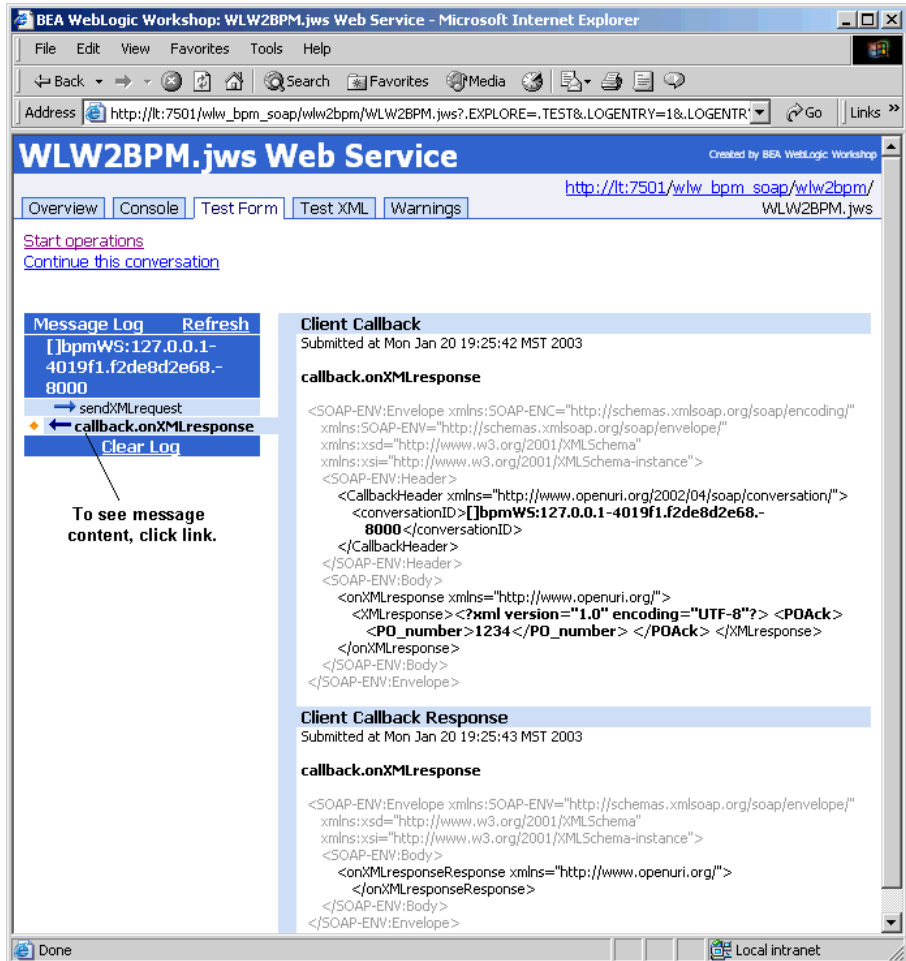 BEA WebLogic Workshop: WLW2BPM.jws Web Service - Microsoft Internet Explorer
File Edit View Favorites Tools Help
Back Search Favorites Media
Address http://lt:7501/wlw_bpm_soap/wlw2bpm/WLW2BPM.jws?.EXPLORE=.TEST&.LOGENTRY=1&.LOGENTR Go Links »
WLW2BPM.jws Web Service
Created by BEA WebLogic Workshop
http://lt:7501/wlw_bpm_soap/wlw2bpm/
WLW2BPM.jws
Overview Console Test Form Test XML Warnings
Start operations
Continue this conversation
Message Log Refresh
[]bpmWS:127.0.0.1-
4019f1.f2de8d2e68.-
8000
sendXMLrequest
callback.onXMLresponse
Clear Log
To see message
content, click link.
Client Callback
Submitted at Mon Jan 20 19:25:42 MST 2003
callback.onXMLresponse
<SOAP-ENV:Envelope xmlns:SOAP-ENC="http://schemas.xmlsoap.org/soap/encoding/"
xmlns:SOAP-ENV="http://schemas.xmlsoap.org/soap/envelope/"
xmlns:xsd="http://www.w3.org/2001/XMLSchema"
xmlns:xsi="http://www.w3.org/2001/XMLSchema-instance">
<SOAP-ENV:Header>
<CallbackHeader xmlns="http://www.openuri.org/2002/04/soap/conversation/">
<conversationID>[]bpmWS:127.0.0.1-4019f1.f2de8d2e68.-
8000</conversationID>
</CallbackHeader>
</SOAP-ENV:Header>
<SOAP-ENV:Body>
<onXMLresponse xmlns="http://www.openuri.org/">
<XMLresponse><?xml version="1.0" encoding="UTF-8"?> <POAck>
<PO_number>1234</PO_number> </POAck> </XMLresponse>
</onXMLresponse>
</SOAP-ENV:Body>
</SOAP-ENV:Envelope>
Client Callback Response
Submitted at Mon Jan 20 19:25:43 MST 2003
callback.onXMLresponse
<SOAP-ENV:Envelope xmlns:SOAP-ENV="http://schemas.xmlsoap.org/soap/envelope/"
xmlns:xsd="http://www.w3.org/2001/XMLSchema"
xmlns:xsi="http://www.w3.org/2001/XMLSchema-instance">
<SOAP-ENV:Body>
<onXMLresponseResponse xmlns="http://www.openuri.org/">
</onXMLresponseResponse>
</SOAP-ENV:Body>
</SOAP-ENV:Envelope>
Done Local intranet